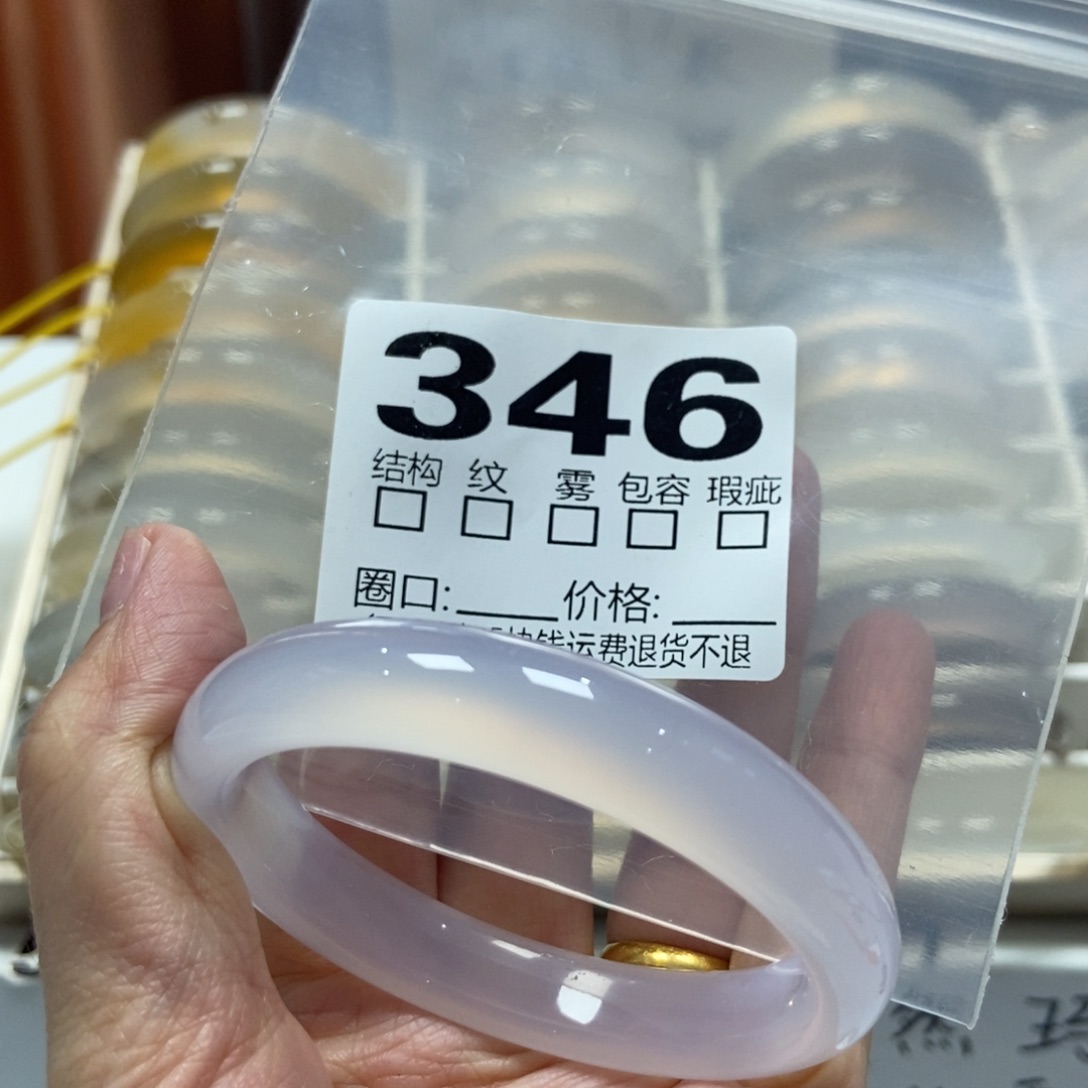 346
结构 纹 雾 包容 瑕疵
圈口: 价格:
钱运费退货不退
然